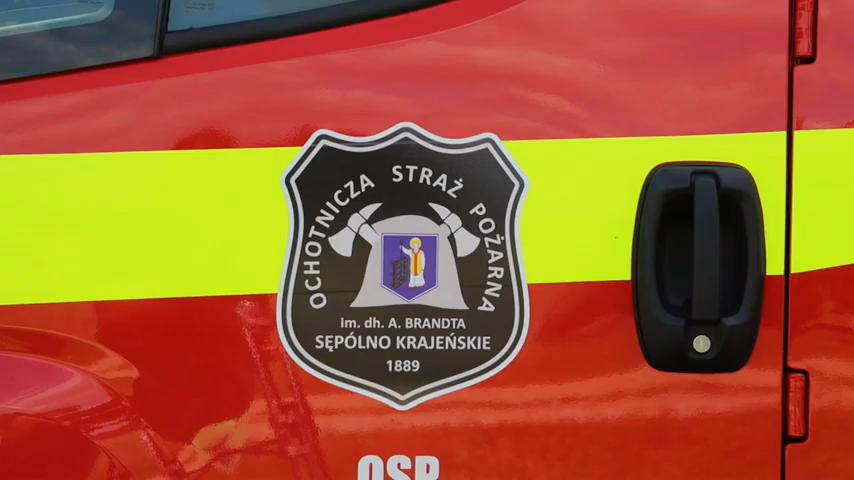 OCHOTNICZA STRAŻ POŻARNA
im. dh. A. BRANDTA
SĘPÓLNO KRAJEŃSKIE
1889
OSP